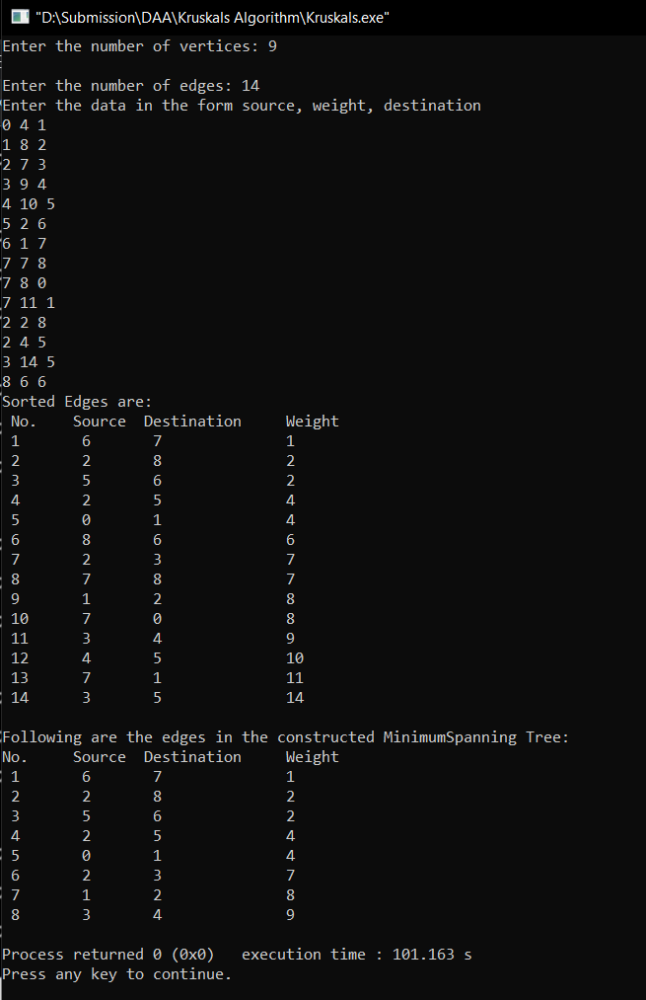 "D:\Submission\DAA\Kruskals Algorithm\Kruskals.exe"
Enter the number of vertices: 9
Enter the number of edges: 14
Enter the data in the form source, weight, destination
0 4 1
1 8 2
2 7 3
3 9 4
4 10 5
5 2 6
6 1 7
7 7 8
7 8 0
7 11 1
2 2 8
2 4 5
3 14 5
8 6 6
Sorted Edges are:
No. Source Destination Weight
1 6 7 1
2 2 8 2
3 5 6 2
4 2 5 4
5 0 1 4
6 8 6 6
7 2 3 7
8 7 8 7
9 1 2 8
10 7 0 8
11 3 4 9
12 4 5 10
13 7 1 11
14 3 5 14
Following are the edges in the constructed MinimumSpanning Tree:
No. Source Destination Weight
1 6 7 1
2 2 8 2
3 5 6 2
4 2 5 4
5 0 1 4
6 2 3 7
7 1 2 8
8 3 4 9
Process returned 0 (0x0) execution time : 101.163 s
Press any key to continue.